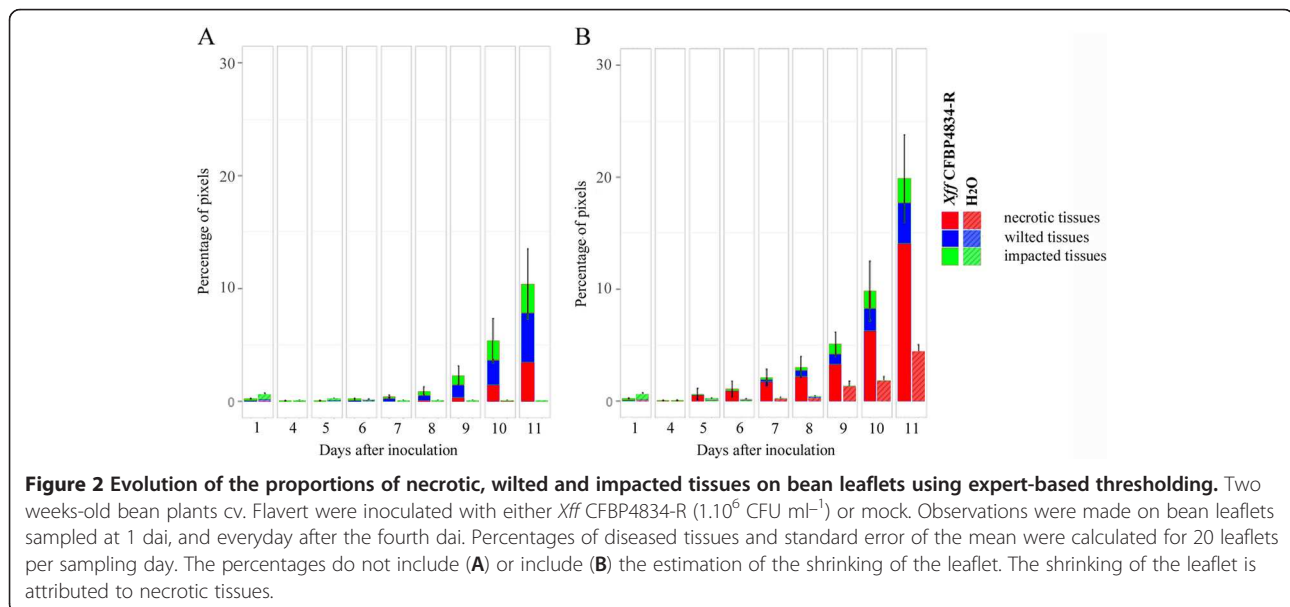 A
B
30
20
10
0
Percentage of pixels
1 4 5 6 7 8 9 10 11
Days after inoculation
30
20
10
0
Percentage of pixels
1 4 5 6 7 8 9 10 11
Days after inoculation
Xff CFBP4834-R
H2O
necrotic tissues
wilted tissues
impacted tissues
Figure 2 Evolution of the proportions of necrotic, wilted and impacted tissues on bean leaflets using expert-based thresholding. Two
weeks-old bean plants cv. Flavert were inoculated with either Xff CFBP4834-R (1.10⁶ CFU ml⁻¹) or mock. Observations were made on bean leaflets
sampled at 1 dai, and everyday after the fourth dai. Percentages of diseased tissues and standard error of the mean were calculated for 20 leaflets
per sampling day. The percentages do not include (A) or include (B) the estimation of the shrinking of the leaflet. The shrinking of the leaflet is
attributed to necrotic tissues.